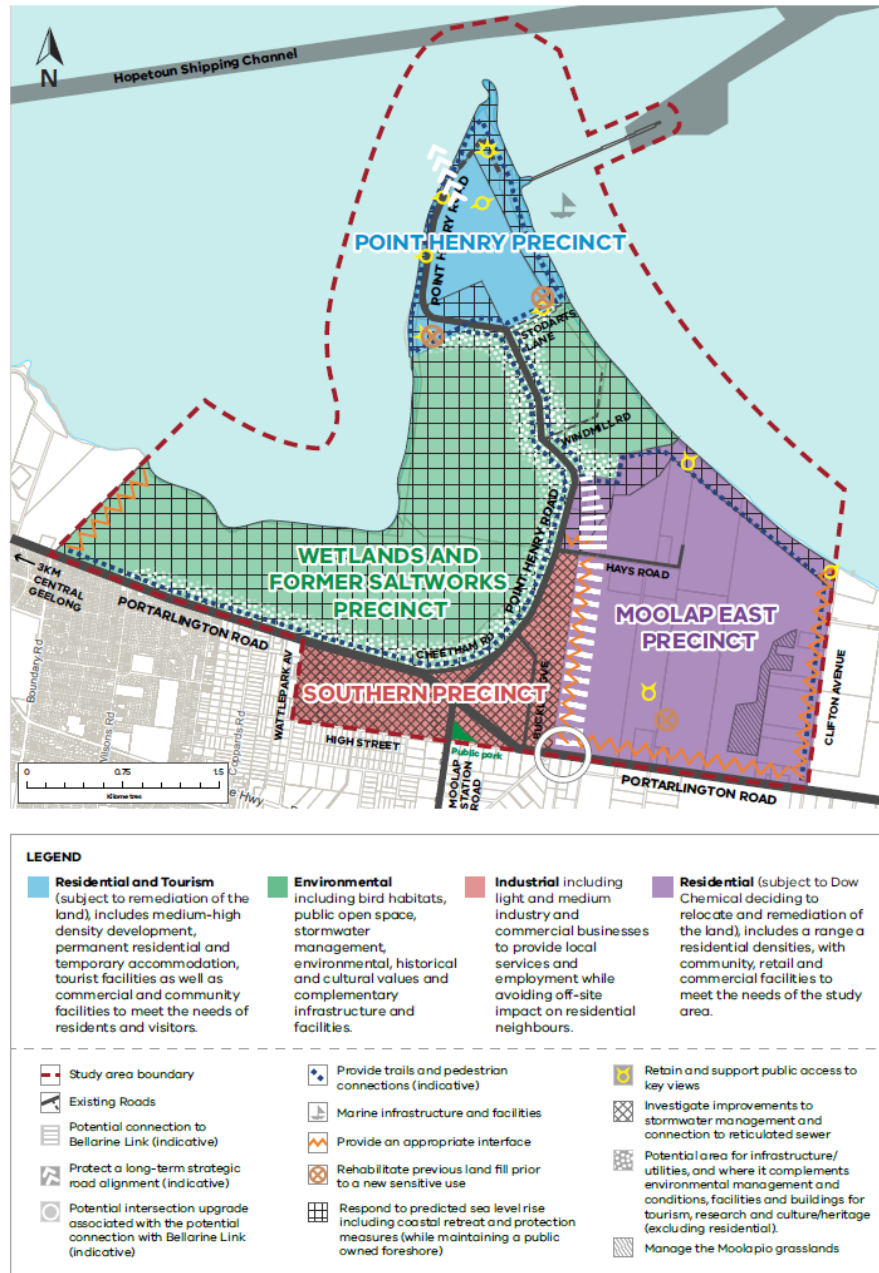 Hopetoun Shipping Channel
N
POINT HENRY ROAD
POINT HENRY PRECINCT
STODARTS
LANE
WINDMILL RD
WETLANDS AND
FORMER SALTWORKS
PRECINCT
POINT HENRY ROAD
HAYS ROAD
MOOLAP EAST
PRECINCT
3KM
CENTRAL
GEELONG
PORTARLINGTON ROAD
CHEETHAM RD
SOUTHERN PRECINCT
WATTLEPARK AV
Boundary Rd
Wilsons Rd
Coppards Rd
HIGH STREET
Public park
MOOLAP
STATION
ROAD
CLIFTON AVENUE
PORTARLINGTON ROAD
0 0.75 1.5
Kilometres
e Hwy
LEGEND
Residential and Tourism
(subject to remediation of the
land), includes medium-high
density development,
permanent residential and
temporary accommodation,
tourist facilities as well as
commercial and community
facilities to meet the needs of
residents and visitors.
Environmental
including bird habitats,
public open space,
stormwater
management,
environmental, historical
and cultural values and
complementary
infrastructure and
facilities.
Industrial including
light and medium
industry and
commercial businesses
to provide local
services and
employment while
avoiding off-site
impact on residential
neighbours.
Residential (subject to Dow
Chemical deciding to
relocate and remediation of
the land), includes a range a
residential densities, with
community, retail and
commercial facilities to
meet the needs of the study
area.
Study area boundary
Existing Roads
Potential connection to
Bellarine Link (indicative)
Protect a long-term strategic
road alignment (indicative)
Potential intersection upgrade
associated with the potential
connection with Bellarine Link
(indicative)
Provide trails and pedestrian
connections (indicative)
Marine infrastructure and facilities
Provide an appropriate interface
Rehabilitate previous land fill prior
to a new sensitive use
Respond to predicted sea level rise
including coastal retreat and protection
measures (while maintaining a public
owned foreshore)
Retain and support public access to
key views
Investigate improvements to
stormwater management and
connection to reticulated sewer
Potential area for infrastructure/
utilities, and where it complements
environmental management and
conditions, facilities and buildings for
tourism, research and culture/heritage
(excluding residential).
Manage the Moolapio grasslands